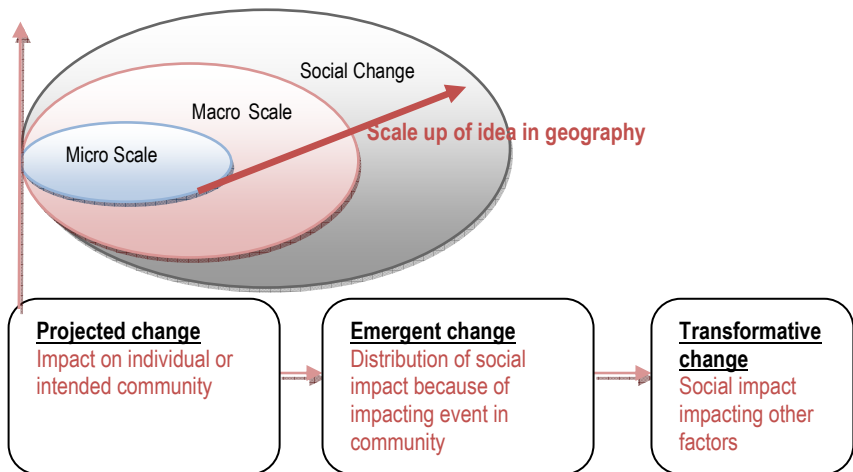 Social Change
Macro Scale
Scale up of idea in geography
Micro Scale
Projected change
Impact on individual or
intended community
Emergent change
Distribution of social
impact because of
impacting event in
community
Transformative
change
Social impact
impacting other
factors